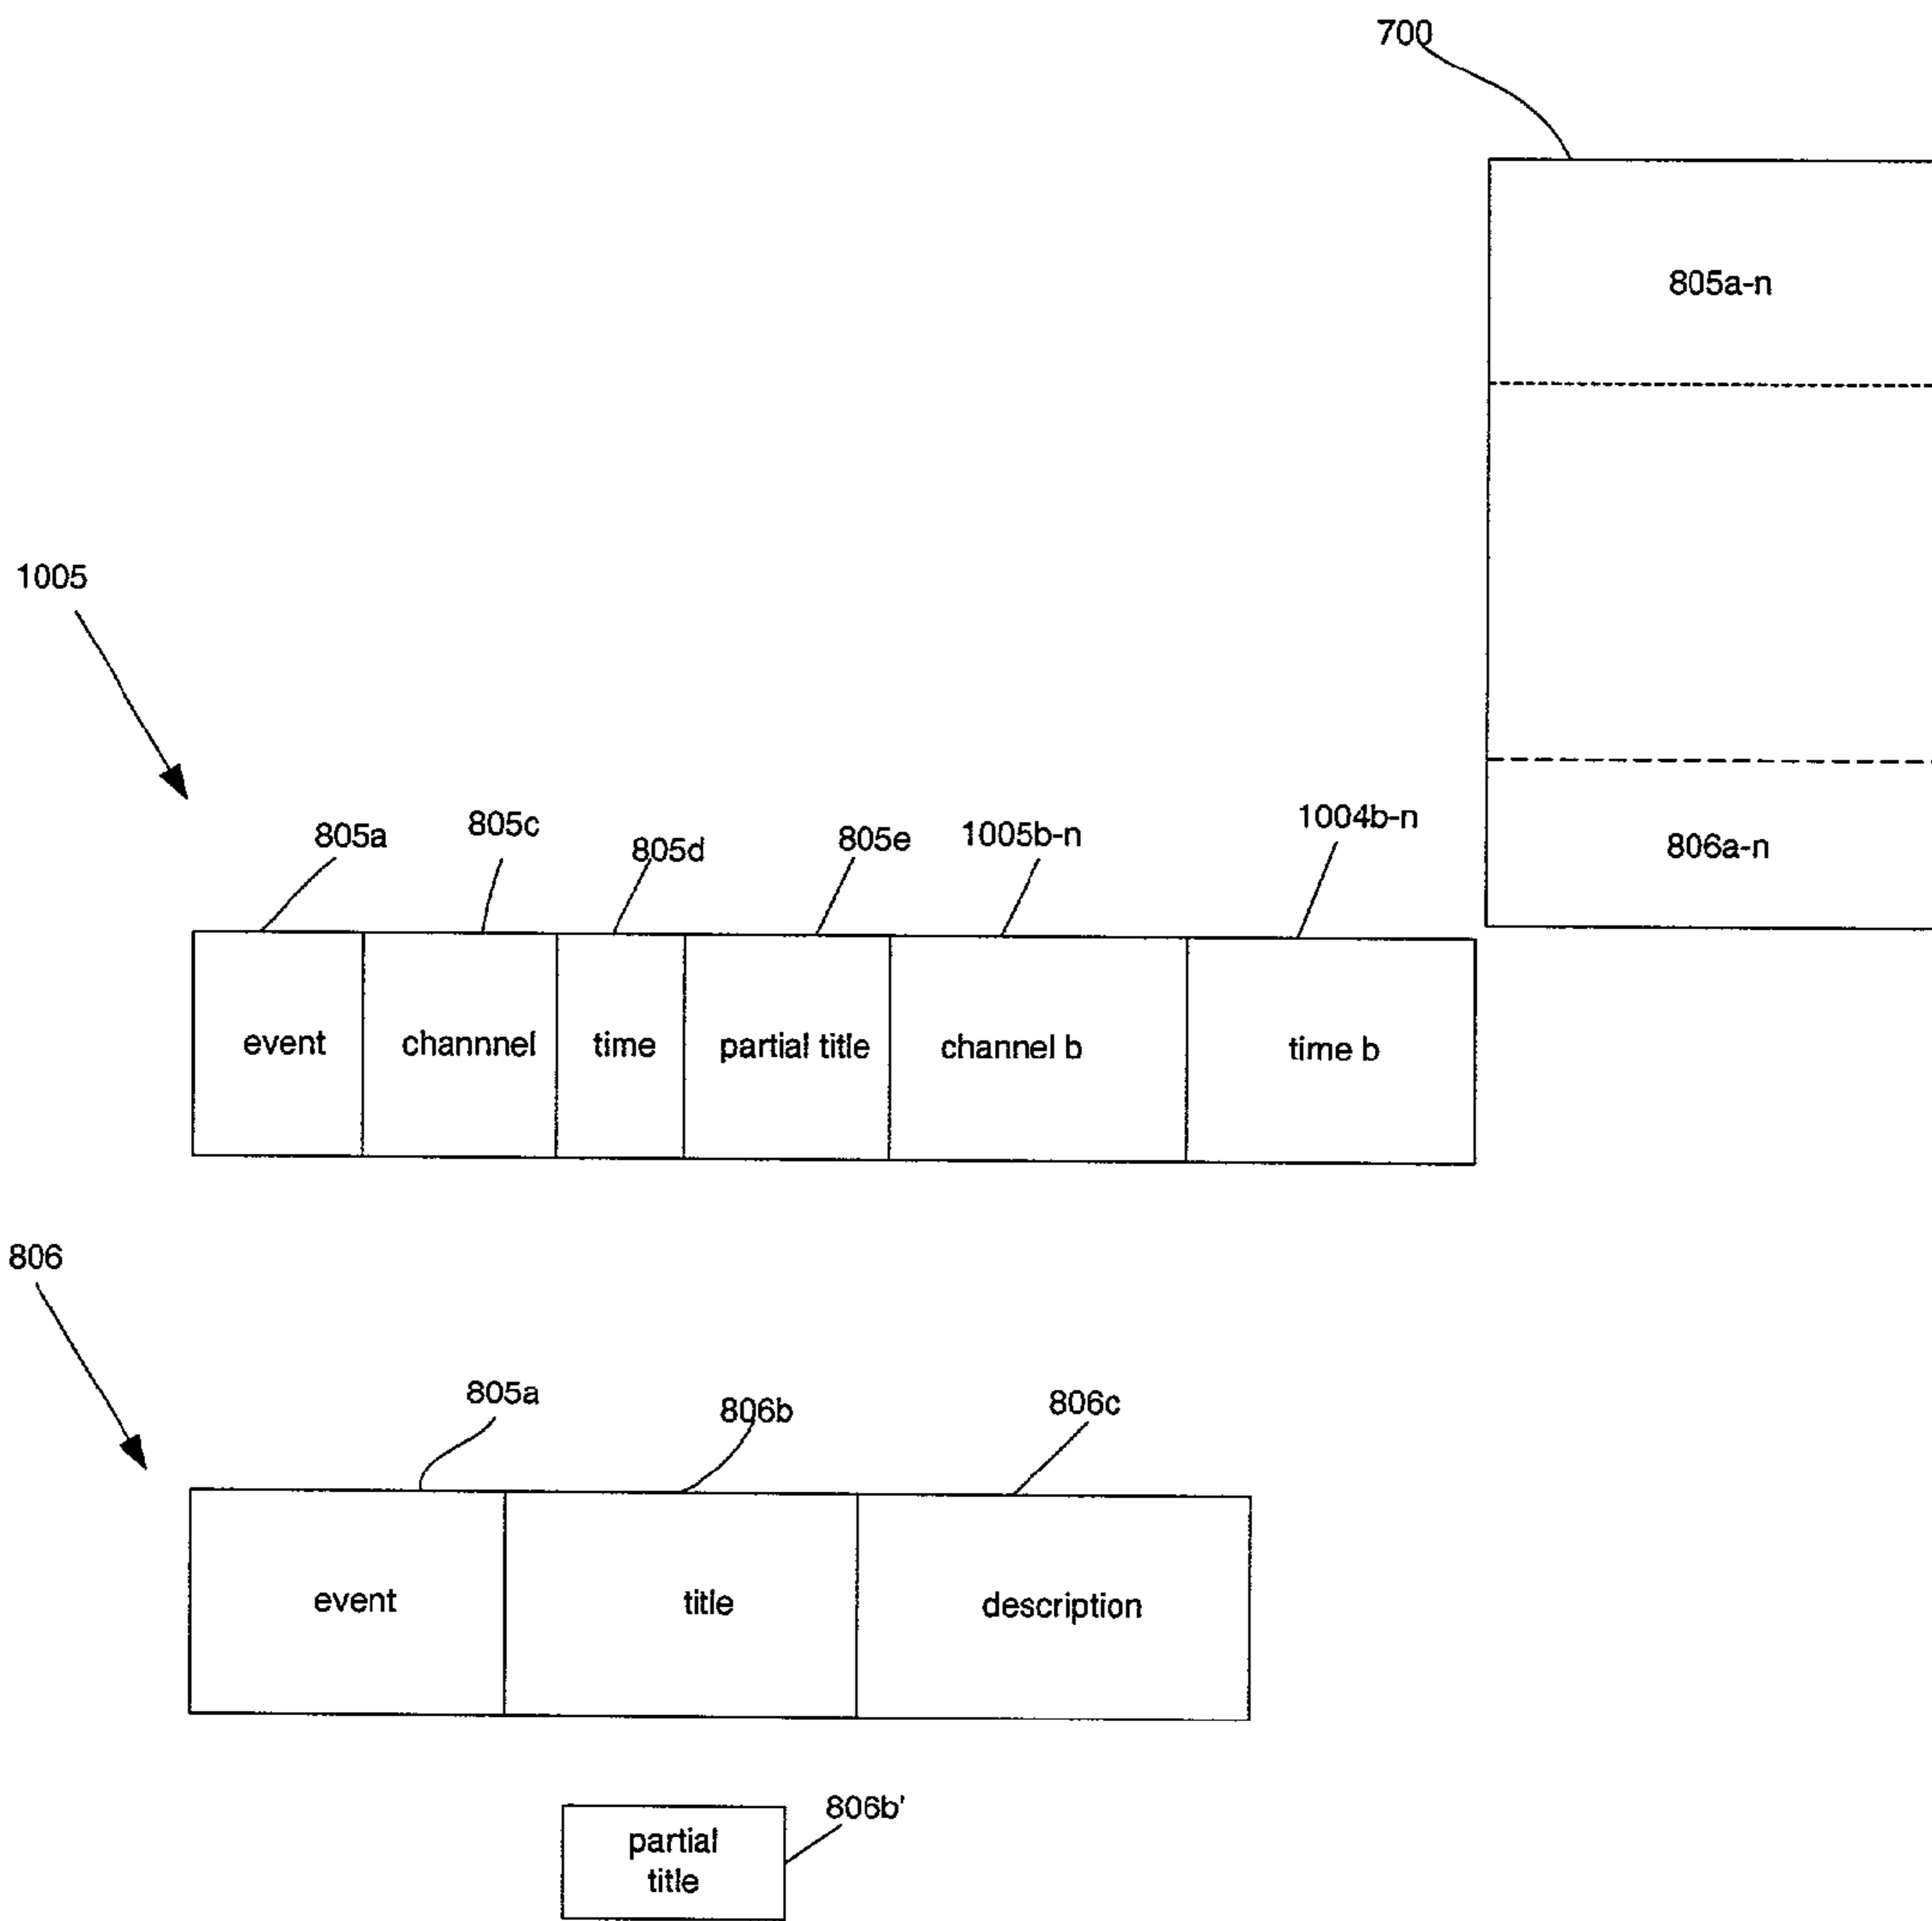 700
805a-n
806a-n
1005
805a
805c
805d
805e
1005b-n
1004b-n
event
channnel
time
partial title
channel b
time b
806
805a
806b
806c
event
title
description
806b'
partial
title